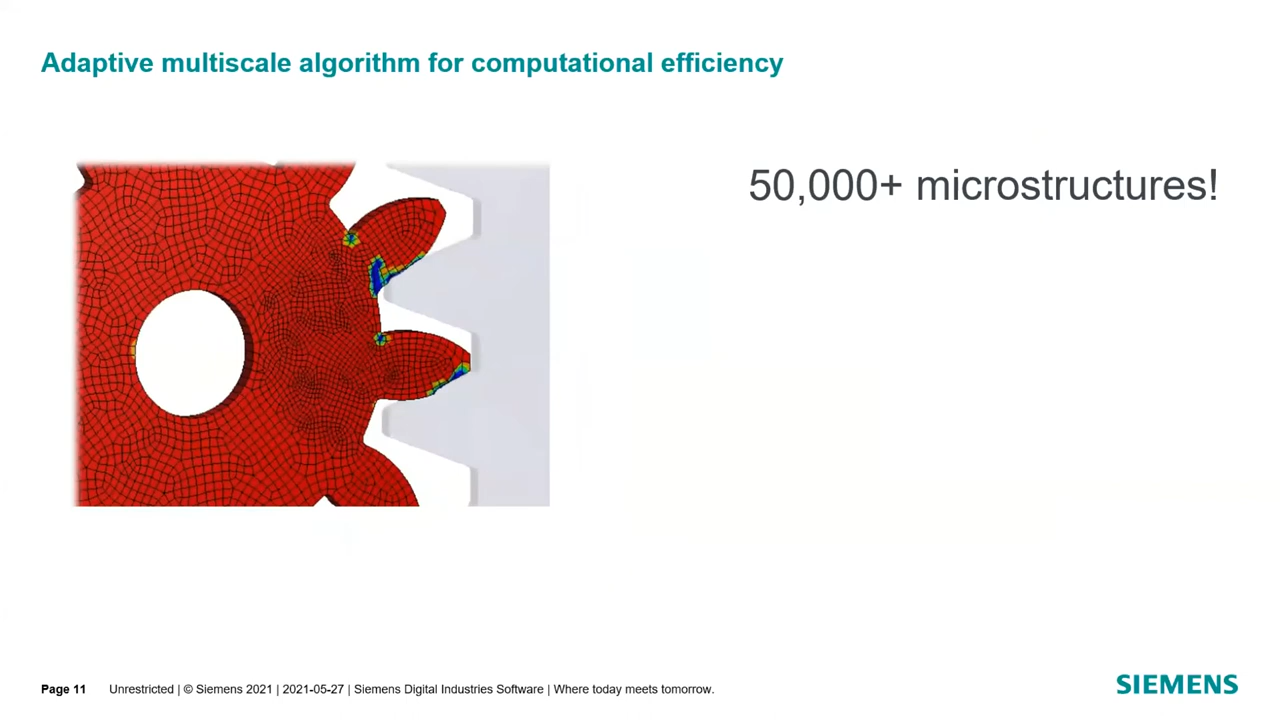 Adaptive multiscale algorithm for computational efficiency
50,000+ microstructures!
Page 11 Unrestricted | © Siemens 2021 | 2021-05-27 | Siemens Digital Industries Software | Where today meets tomorrow.
SIEMENS